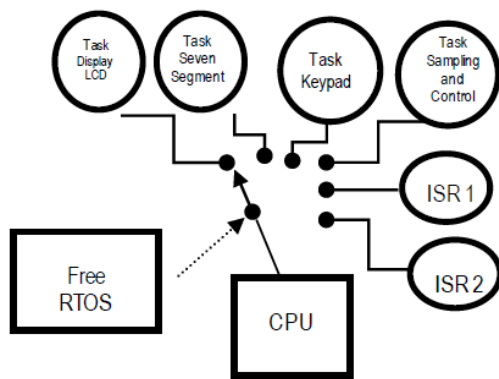 Task
Display
LCD
Task
Seven
Segment
Task
Keypad
Task
Sampling
and
Control
ISR 1
ISR 2
Free
RTOS
CPU